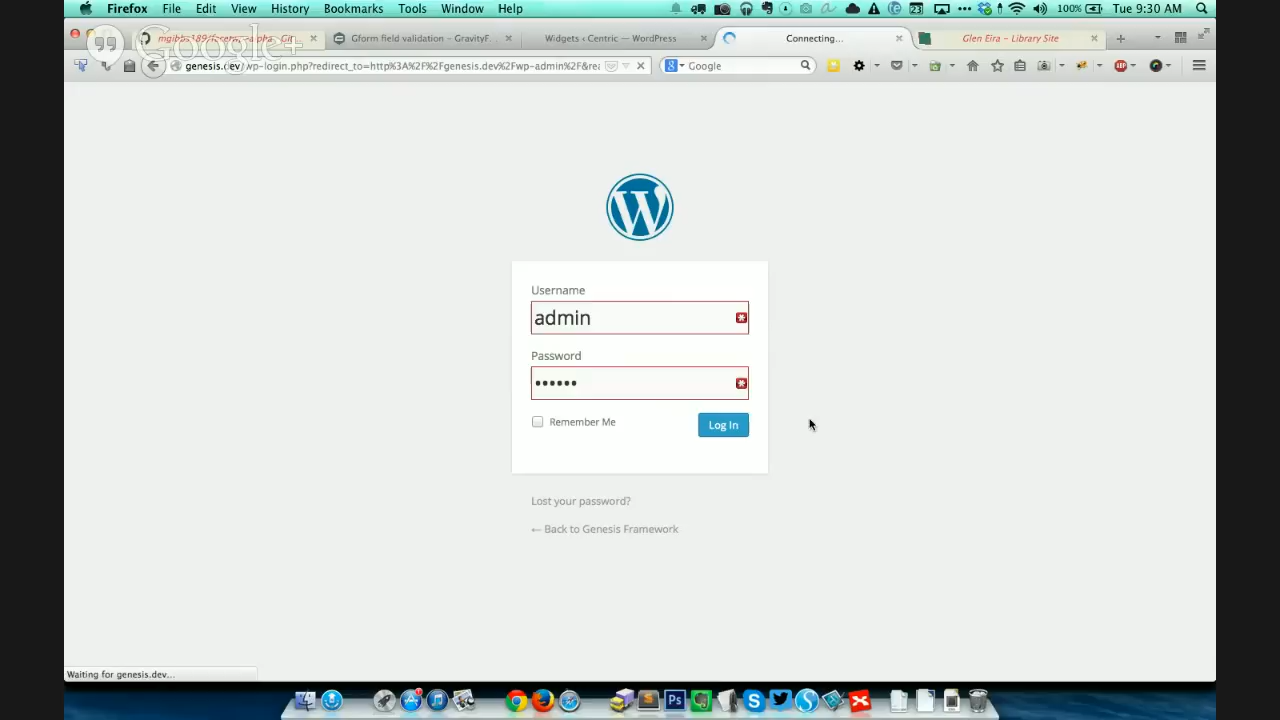 Firefox File Edit View History Bookmarks Tools Window Help 23 100% Tue 9:30 AM
Google+
Gform field validation – GravityF... Widgets ‹ Centric — WordPress Connecting... Glen Eira – Library Site
genesis.dev/wp-login.php?redirect_to=http%3A%2F%2Fgenesis.dev%2Fwp-admin%2F&rea Google
Username
admin
Password
••••••
Remember Me Log In
Lost your password?
← Back to Genesis Framework
Waiting for genesis.dev...